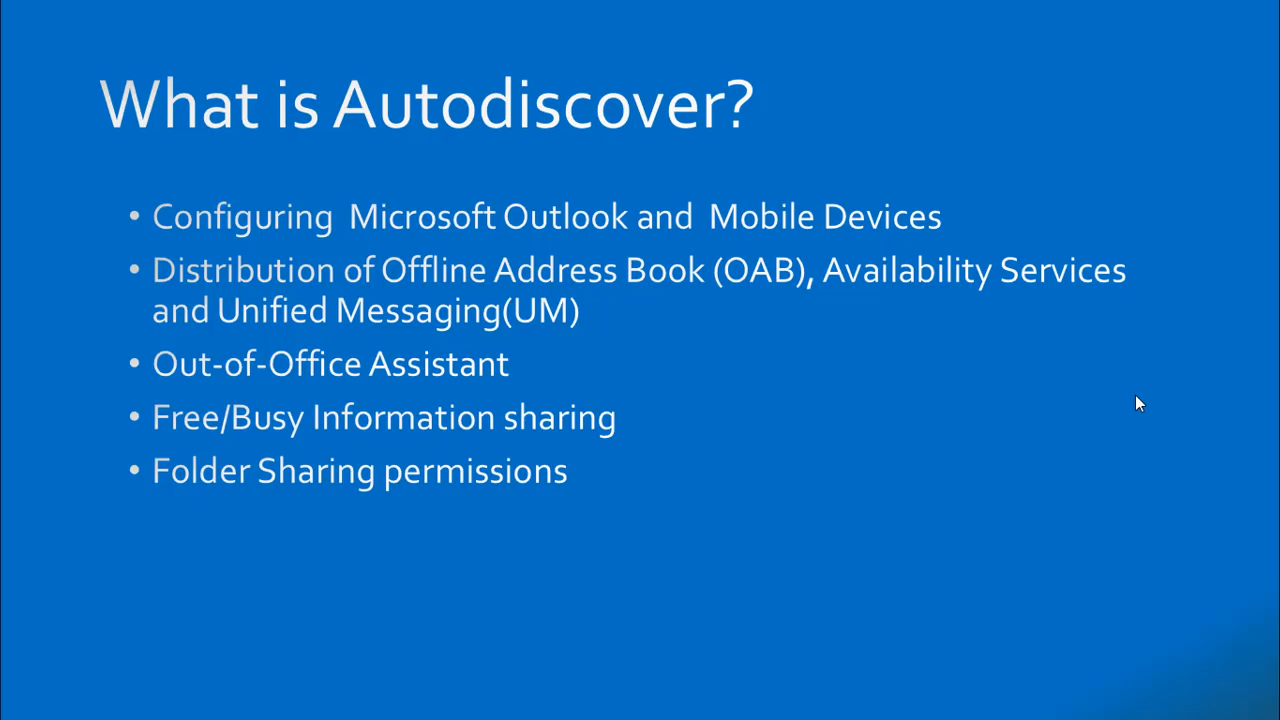 What is Autodiscover?
• Configuring  Microsoft Outlook and  Mobile Devices
• Distribution of Offline Address Book (OAB), Availability Services
and Unified Messaging(UM)
• Out-of-Office Assistant
• Free/Busy Information sharing
• Folder Sharing permissions